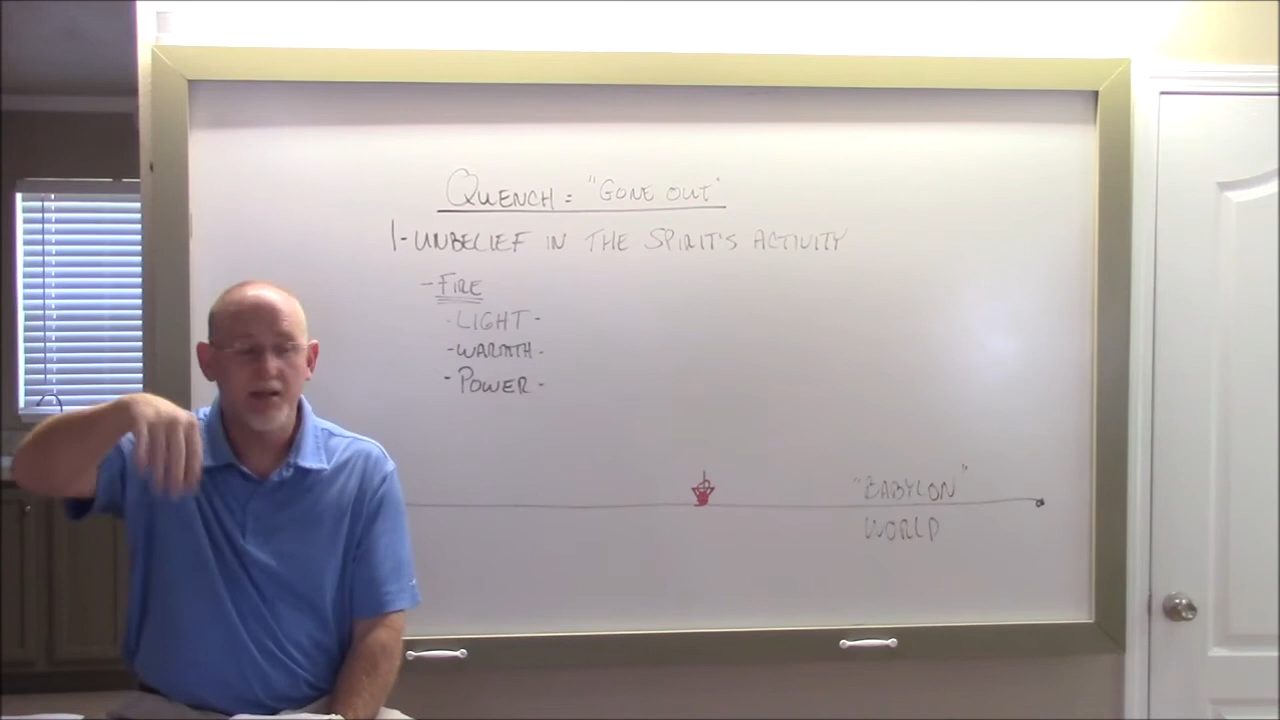 QUENCH = "GONE OUT"
1-UNBELIEF IN THE SPIRIT'S ACTIVITY
-FIRE
-LIGHT-
-WARMTH-
-POWER-
"BABYLON"
WORLD